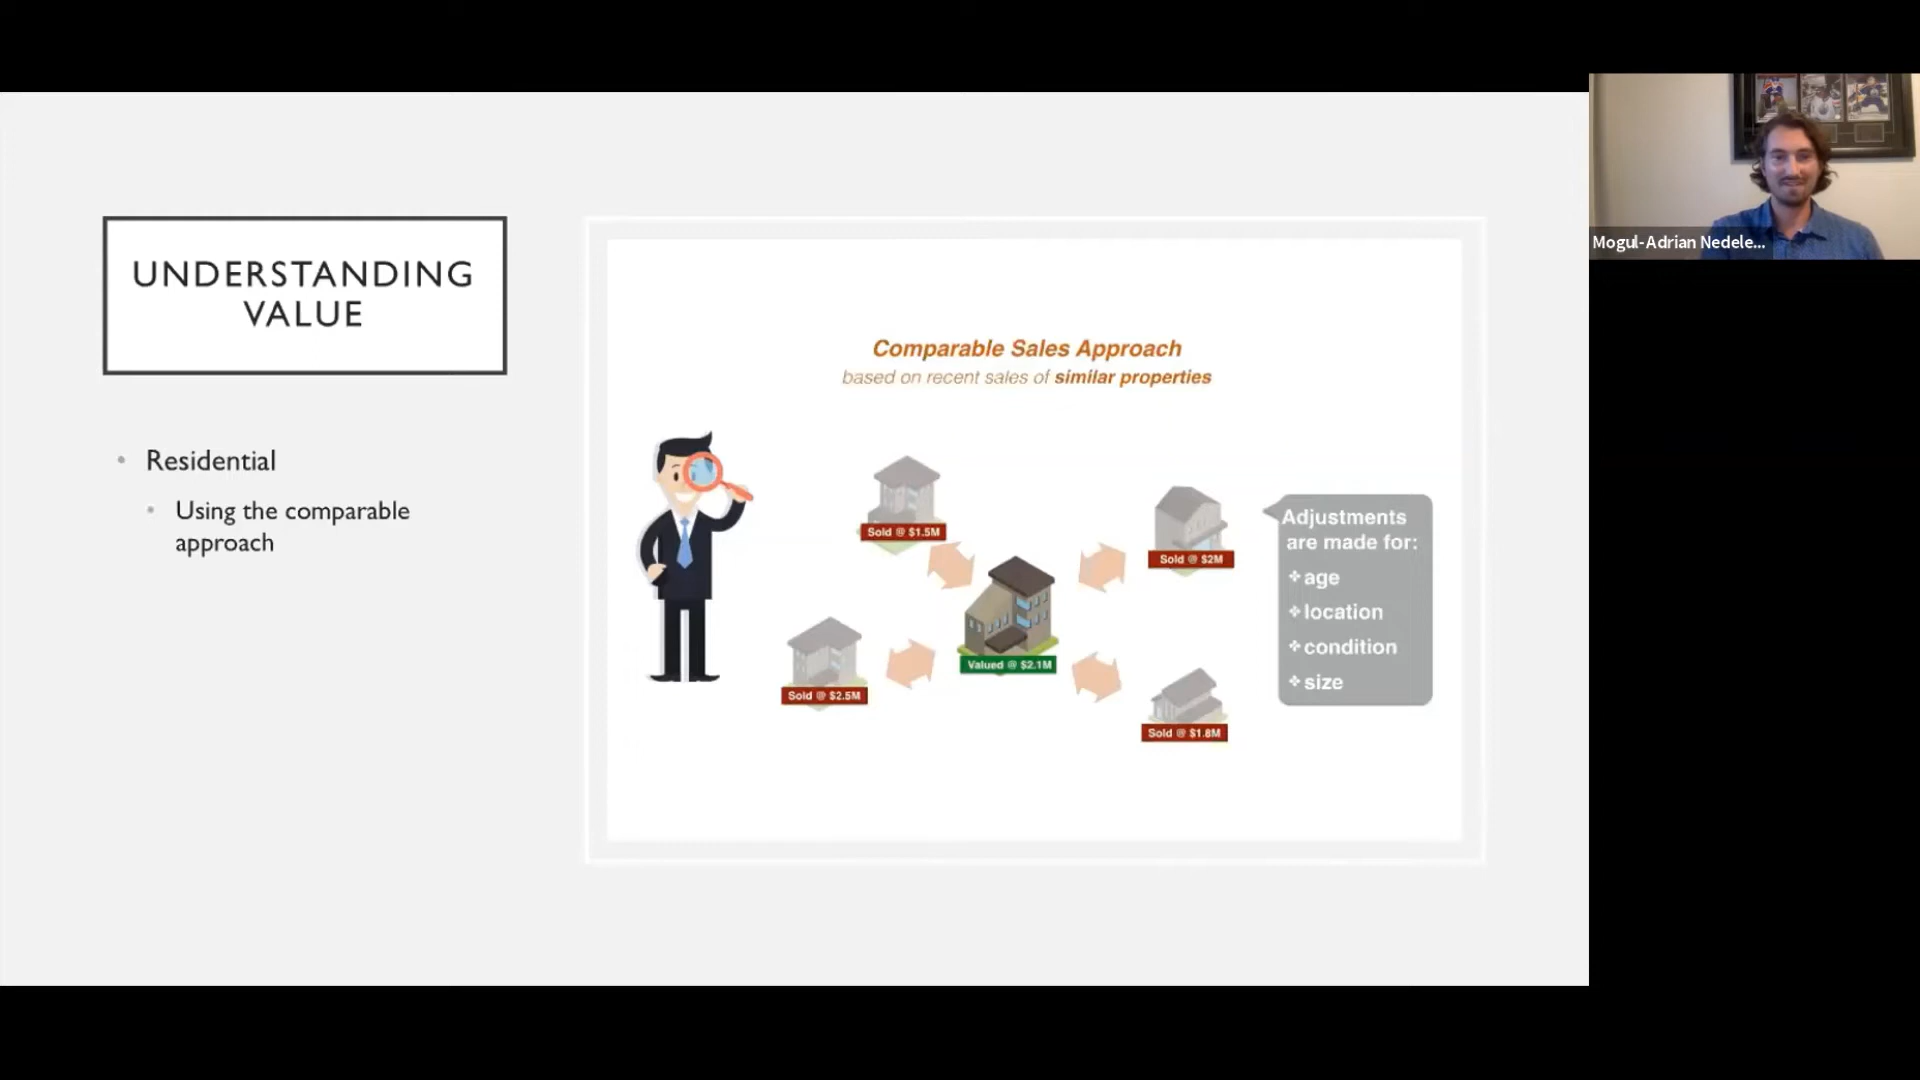 UNDERSTANDING
VALUE
• Residential
• Using the comparable
approach
Comparable Sales Approach
based on recent sales of similar properties
Sold @ $1.5M
Sold @ $2M
Valued @ $2.1M
Sold @ $2.5M
Sold @ $1.8M
Adjustments
are made for:
❖age
❖location
❖condition
❖size
Mogul-Adrian Nedele...